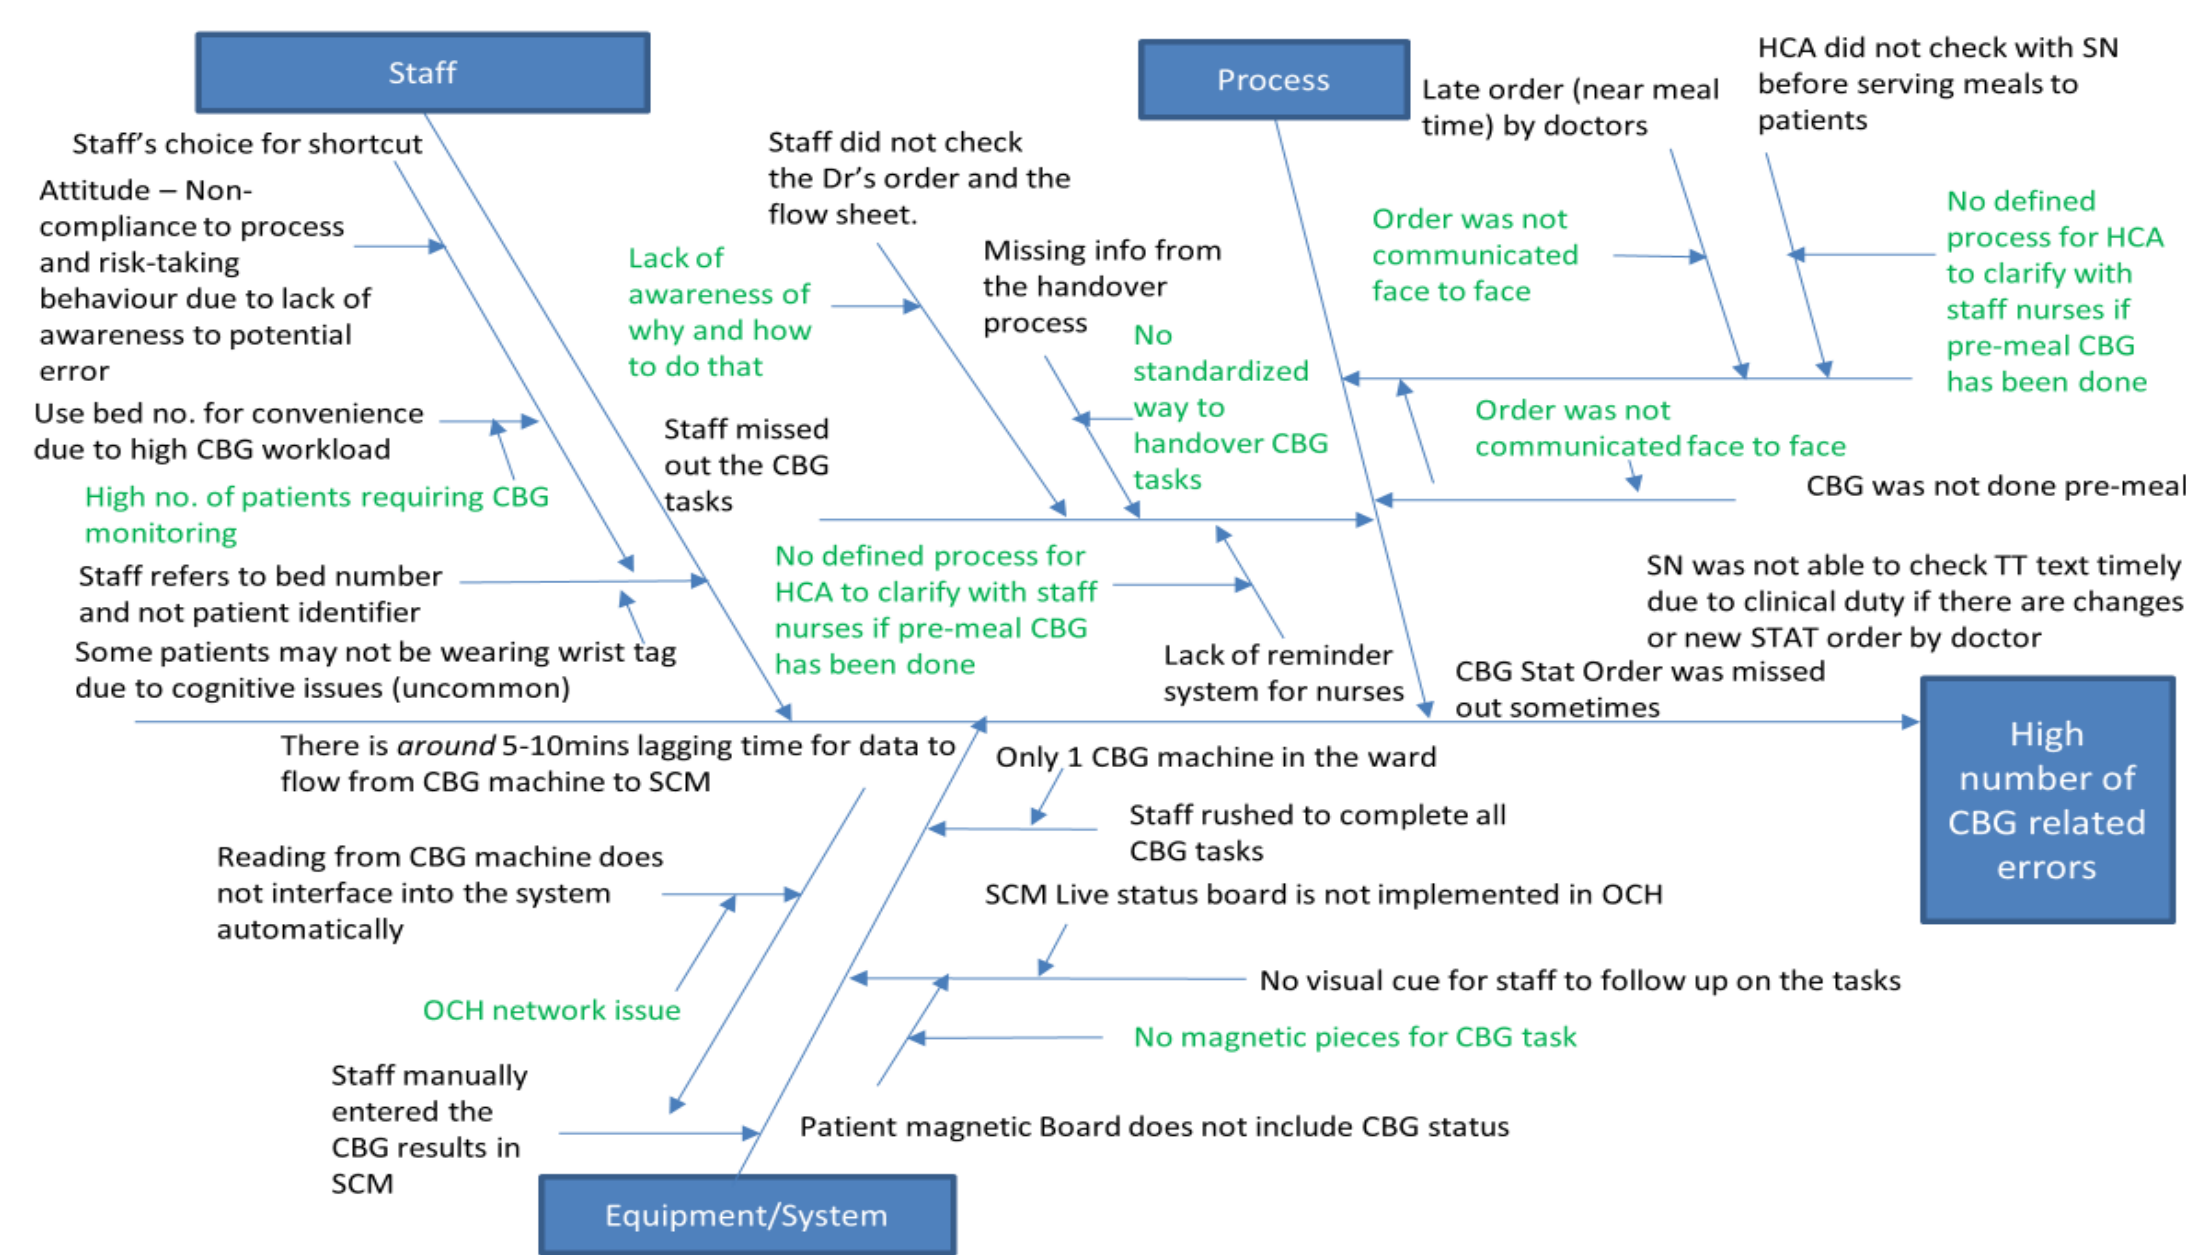 Staff
Staff's choice for shortcut
Attitude – Non-
compliance to process
and risk-taking
behaviour due to lack of
awareness to potential
error
Use bed no. for convenience
due to high CBG workload
High no. of patients requiring CBG
monitoring
Staff refers to bed number
and not patient identifier
Some patients may not be wearing wrist tag
due to cognitive issues (uncommon)
Process
Staff did not check
the Dr's order and the
flow sheet.
Lack of
awareness of
why and how
to do that
Missing info from
the handover
process
No
standardized
way to
handover CBG
tasks
Staff missed
out the CBG
tasks
No defined process for
HCA to clarify with staff
nurses if pre-meal CBG
has been done
Lack of reminder
system for nurses
Late order (near meal
time) by doctors
HCA did not check with SN
before serving meals to
patients
Order was not
communicated
face to face
No defined
process for HCA
to clarify with
staff nurses if
pre-meal CBG
has been done
Order was not
communicated face to face
CBG was not done pre-meal
SN was not able to check TT text timely
due to clinical duty if there are changes
or new STAT order by doctor
CBG Stat Order was missed
out sometimes
High
number of
CBG related
errors
There is around 5-10mins lagging time for data to
flow from CBG machine to SCM
Reading from CBG machine does
not interface into the system
automatically
OCH network issue
Staff manually
entered the
CBG results in
SCM
Only 1 CBG machine in the ward
Staff rushed to complete all
CBG tasks
SCM Live status board is not implemented in OCH
No visual cue for staff to follow up on the tasks
No magnetic pieces for CBG task
Patient magnetic Board does not include CBG status
Equipment/System